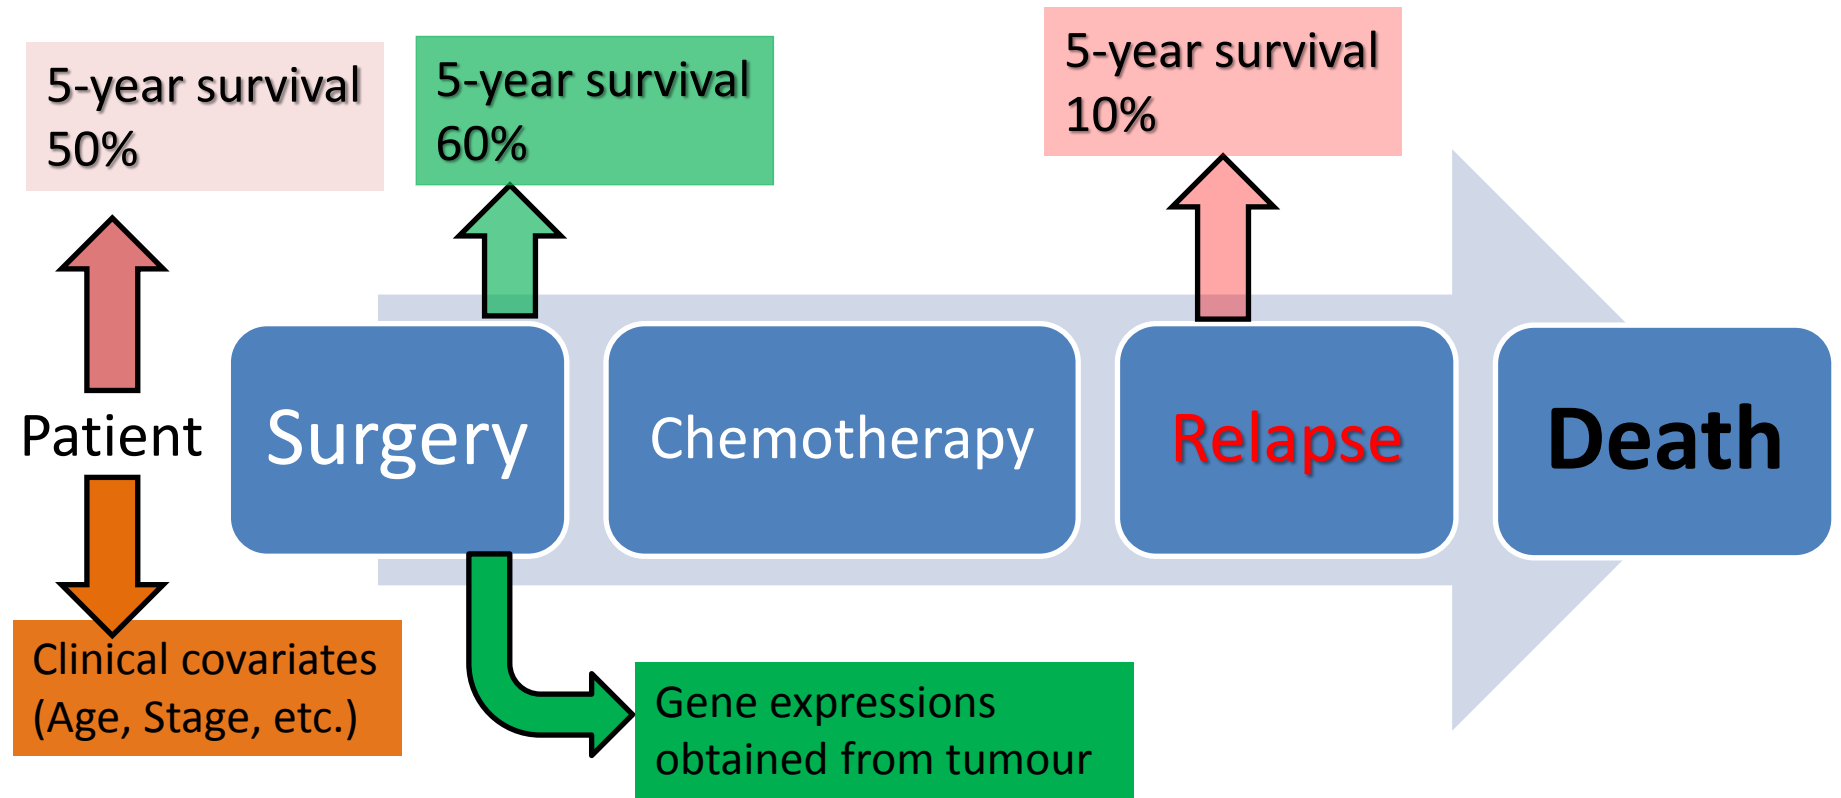 5-year survival
50%
5-year survival
60%
5-year survival
10%
Patient
Surgery
Chemotherapy
Relapse
Death
Clinical covariates
(Age, Stage, etc.)
Gene expressions
obtained from tumour